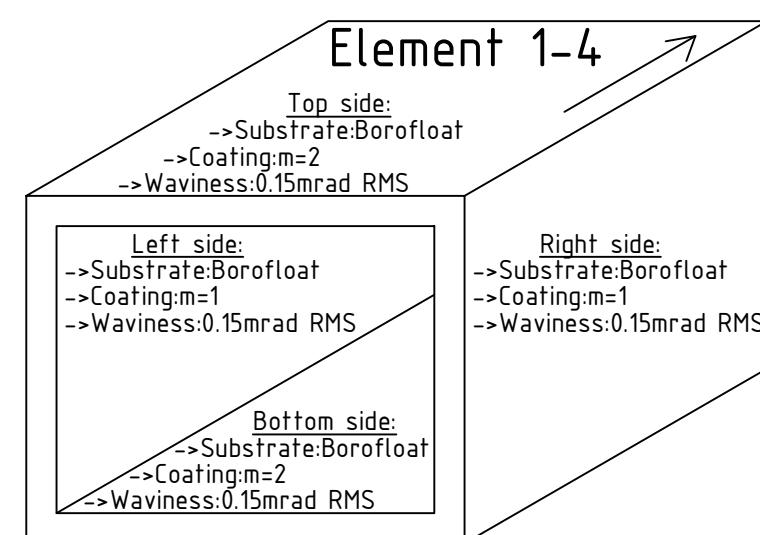 Element 1-4
Top side:
->Substrate:Borofloat
->Coating:m=2
->Waviness:0.15mrad RMS
Left side:
->Substrate:Borofloat
->Coating:m=1
->Waviness:0.15mrad RMS
Right side:
->Substrate:Borofloat
->Coating:m=1
->Waviness:0.15mrad RMS
Bottom side:
->Substrate:Borofloat
->Coating:m=2
->Waviness:0.15mrad RMS